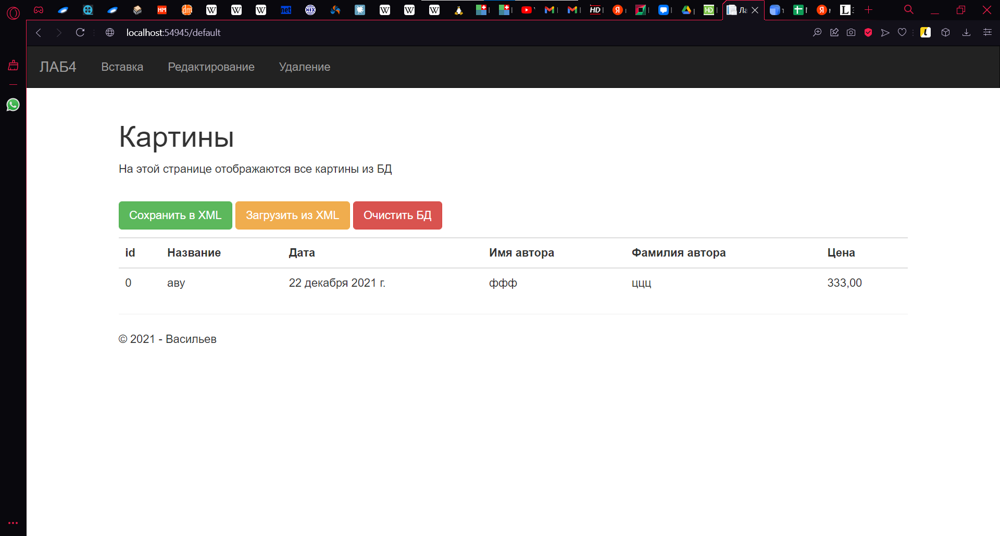 Ла
localhost:54945/default
ЛАБ4 Вставка Редактирование Удаление
Картины
На этой странице отображаются все картины из БД
Сохранить в XML Загрузить из XML Очистить БД
id Название Дата Имя автора Фамилия автора Цена
0 аву 22 декабря 2021 г. ффф ццц 333,00
© 2021 - Васильев